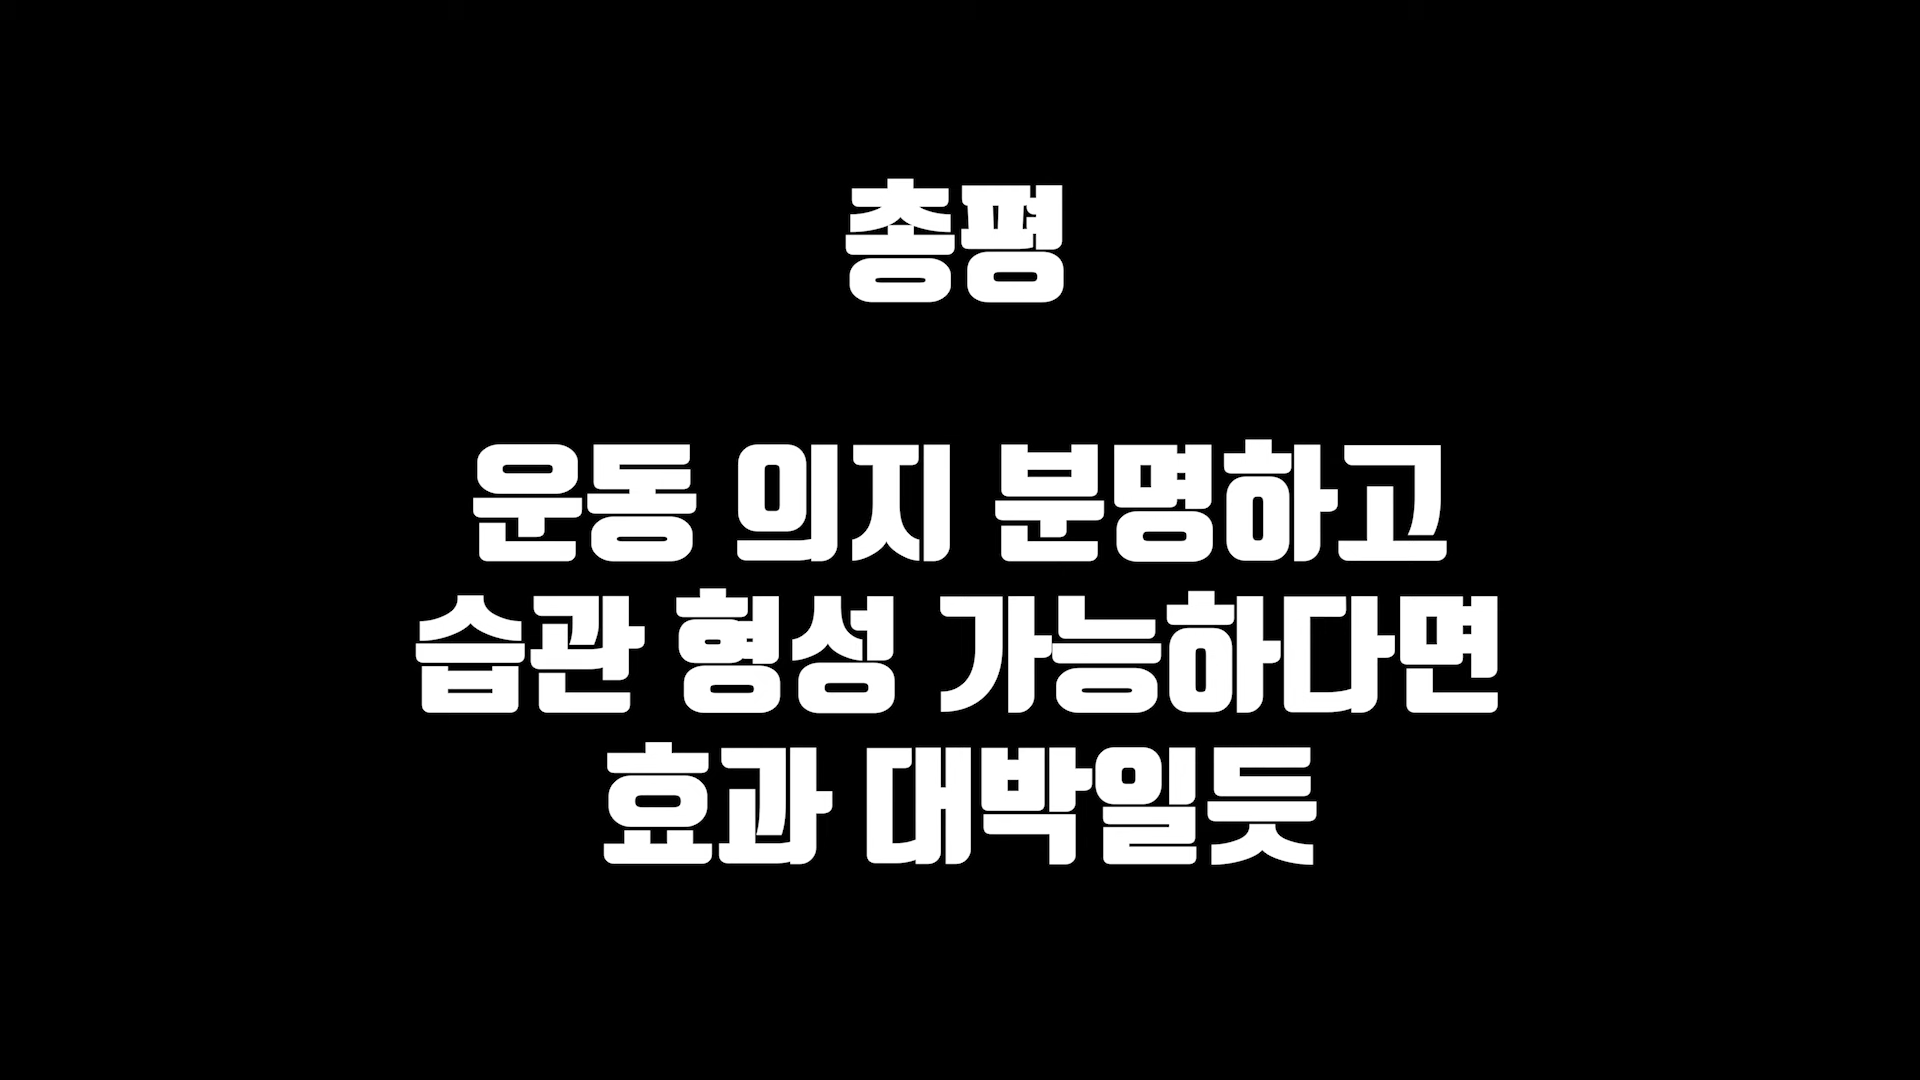 총평
운동 의지 분명하고
습관 형성 가능하다면
효과 대박일듯